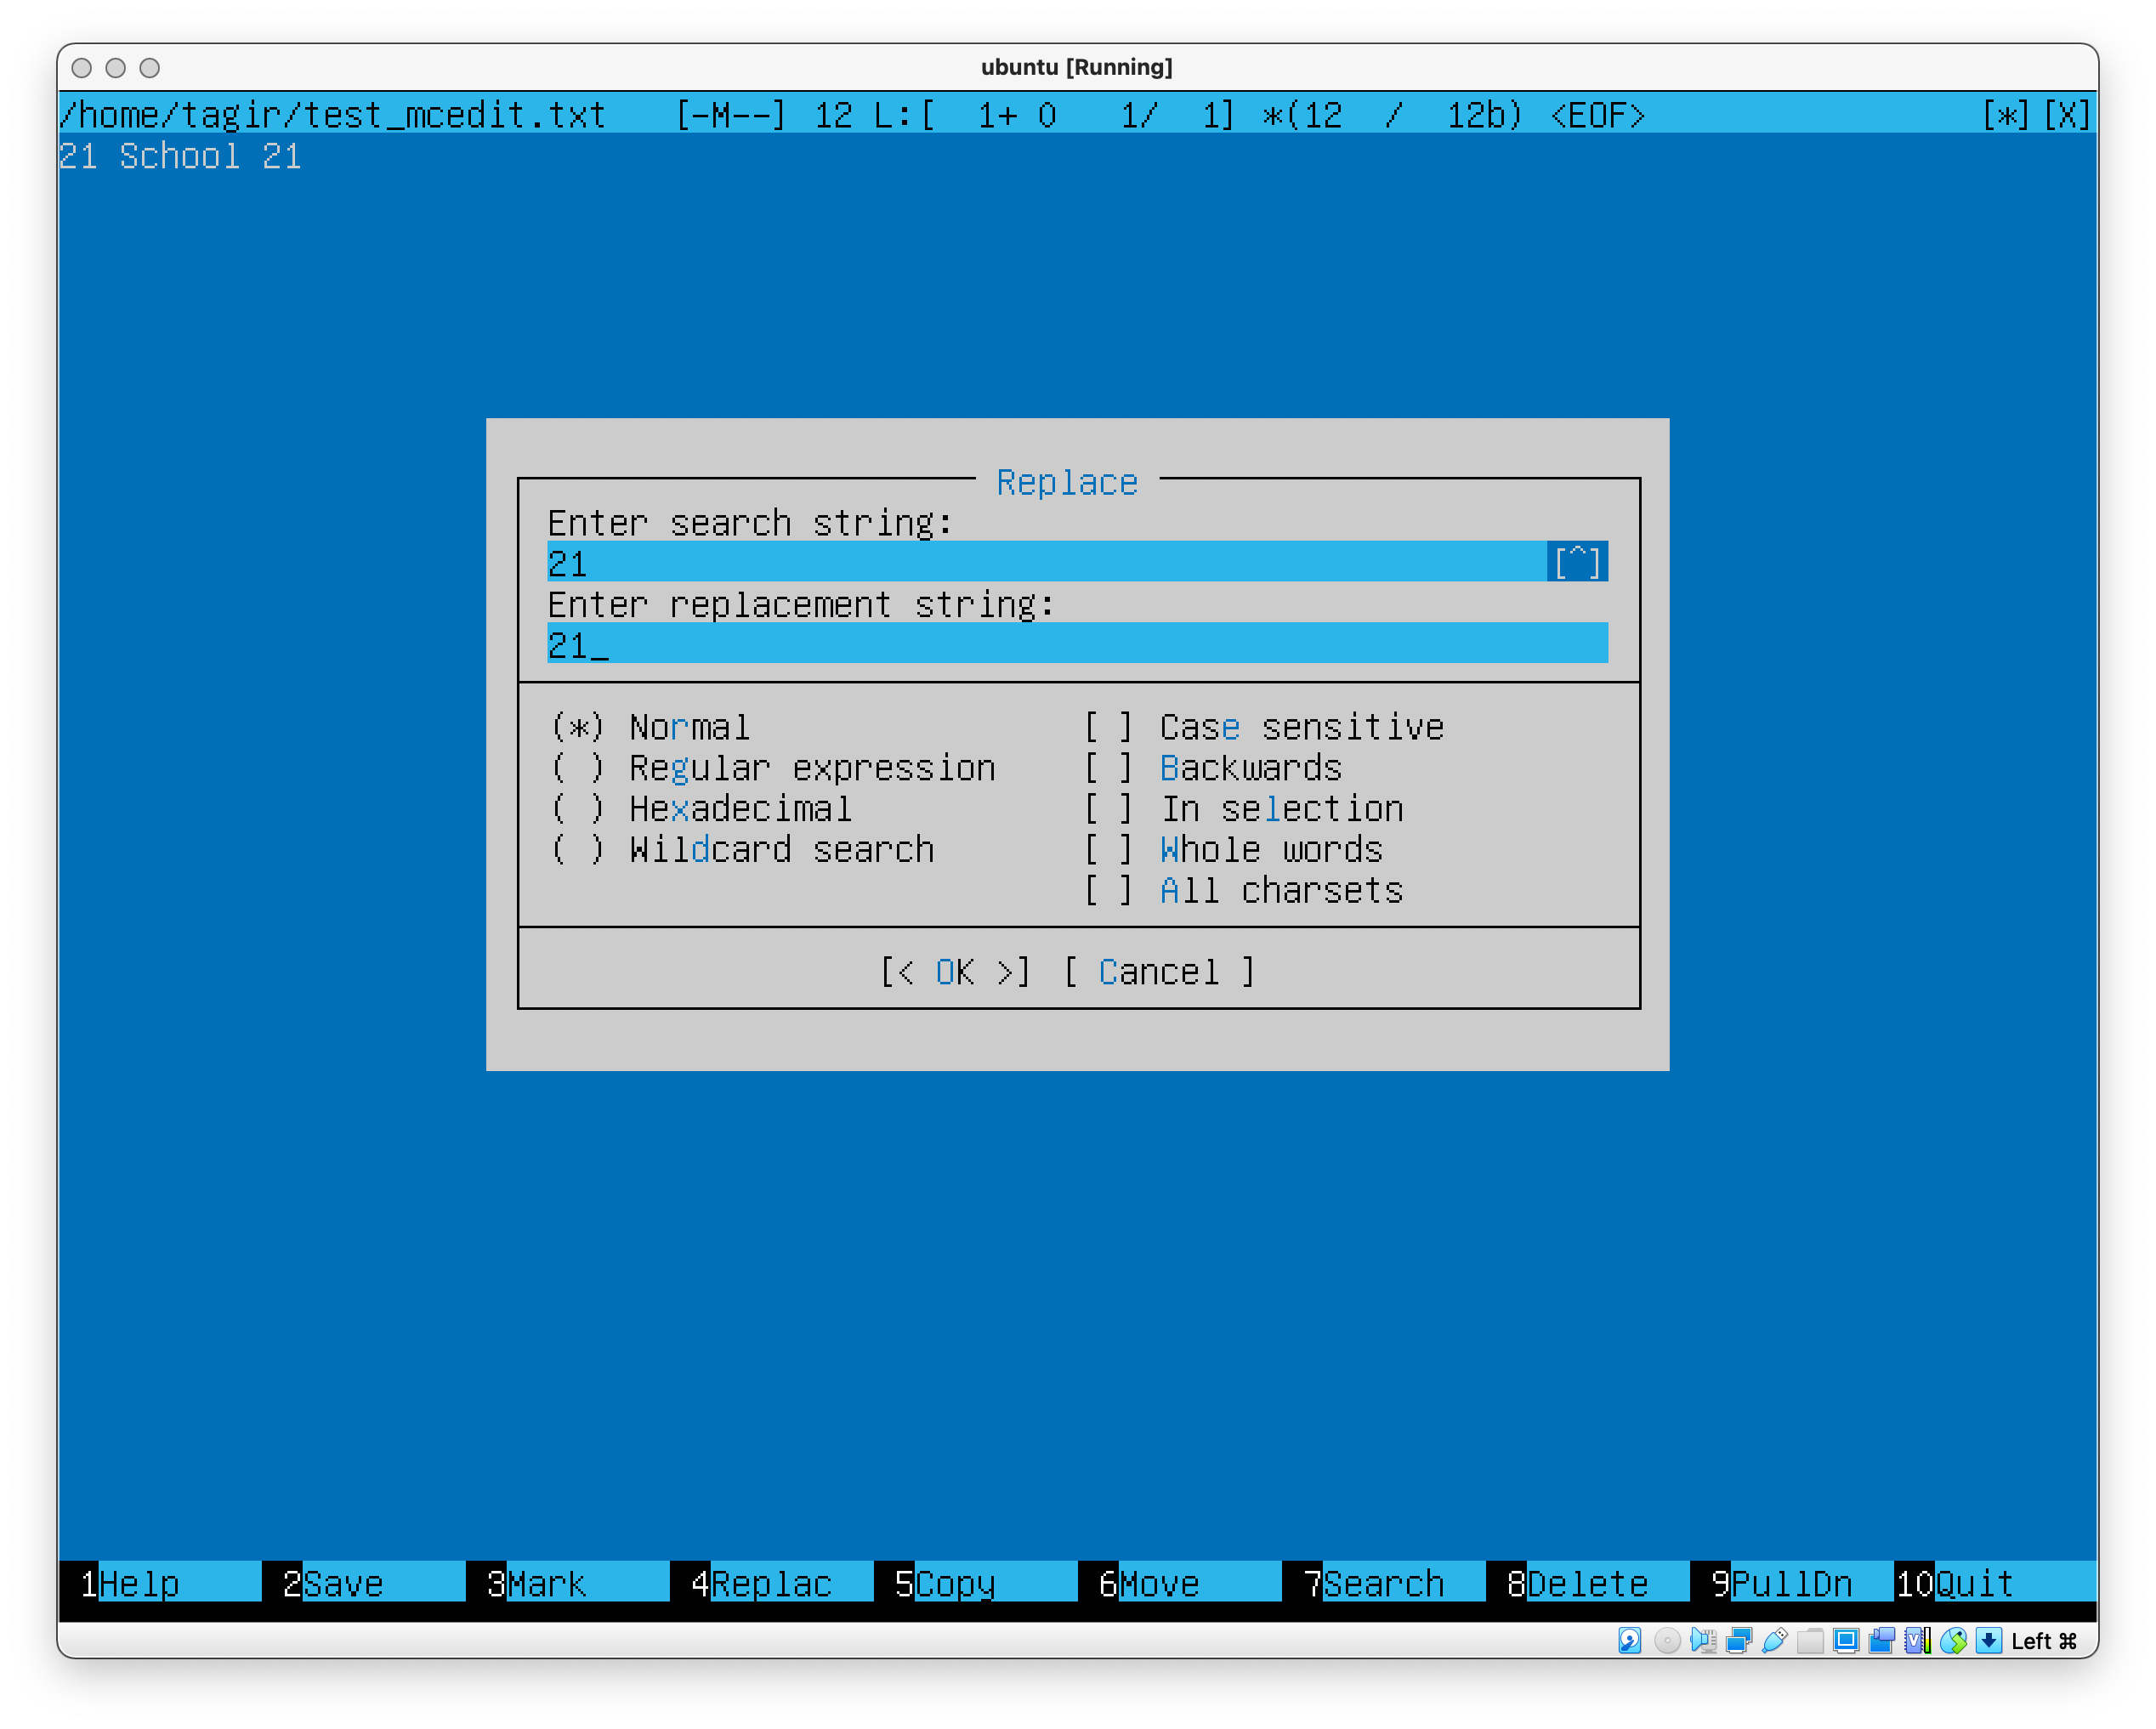 ubuntu [Running]
/home/tagir/test_mcedit.txt [-M--] 12 L:[ 1+ 0 1/ 1] *(12 / 12b) <EOF> [*][X]
21 School 21
Replace
Enter search string:
21 [^]
Enter replacement string:
21_
(*) Normal [ ] Case sensitive
( ) Regular expression [ ] Backwards
( ) Hexadecimal [ ] In selection
( ) Wildcard search [ ] Whole words
[ ] All charsets
[< OK >] [ Cancel ]
1Help 2Save 3Mark 4Replac 5Copy 6Move 7Search 8Delete 9PullDn 10Quit
Left ⌘